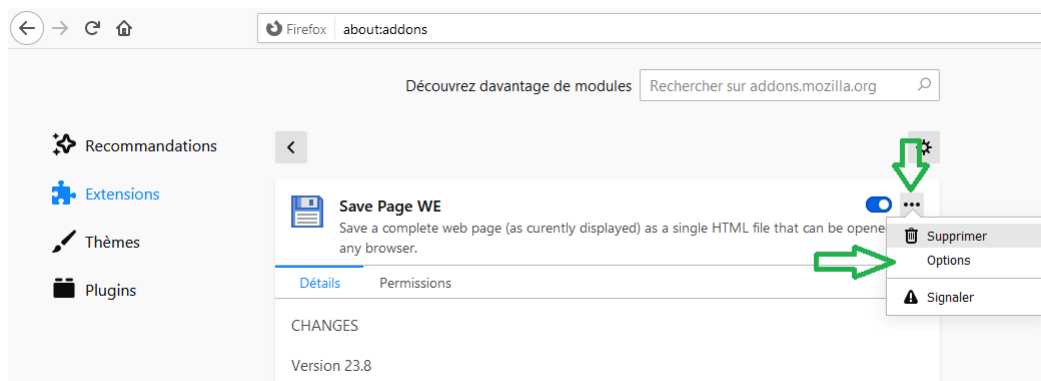 Firefox about:addons
Découvrez davantage de modules Rechercher sur addons.mozilla.org
Recommandations
Extensions
Thèmes
Plugins
Save Page WE
Save a complete web page (as curently displayed) as a single HTML file that can be opene
any browser.
Supprimer
Options
Signaler
Détails Permissions
CHANGES
Version 23.8